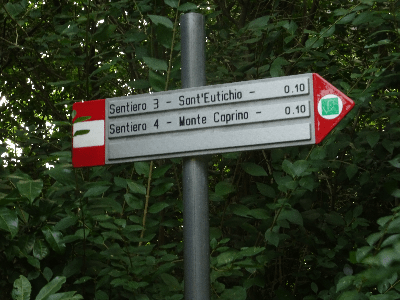 Sentiero 3 - Sant'Eutichio - 0.10
Sentiero 4 - Monte Coprino - 0.10